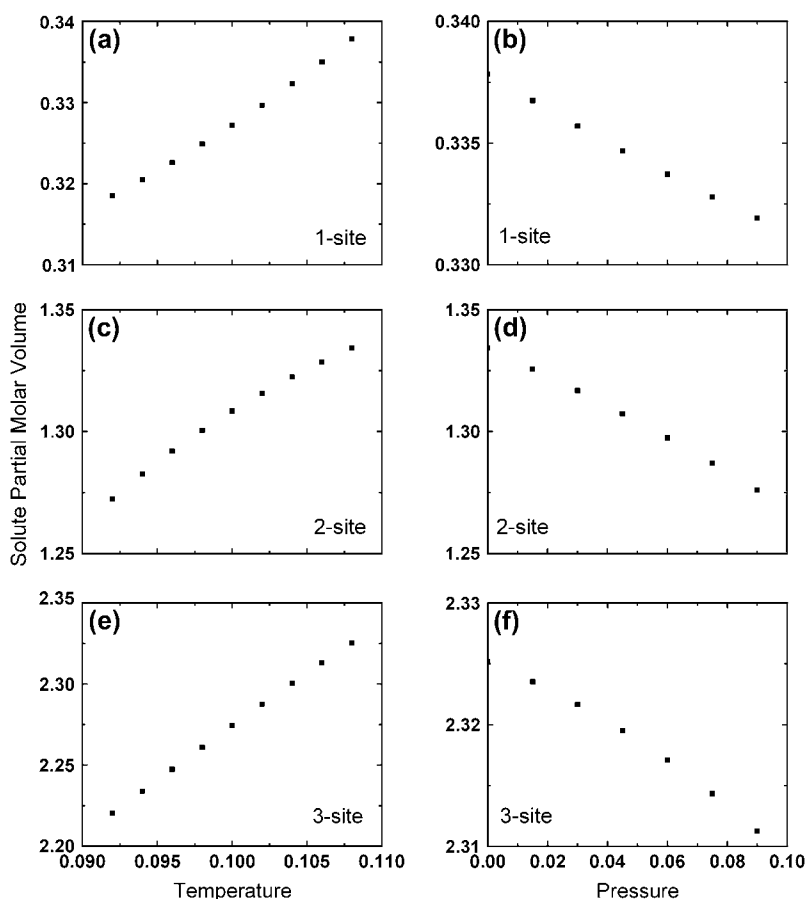 Solute Partial Molar Volume
(a)
0.34
0.33
0.32
0.31
1-site
(b)
0.340
0.335
0.330
1-site
(c)
1.35
1.30
1.25
2-site
(d)
1.35
1.30
1.25
2-site
(e)
2.35
2.30
2.25
2.20
3-site
0.090 0.095 0.100 0.105 0.110
Temperature
(f)
2.33
2.32
2.31
3-site
0.00 0.02 0.04 0.06 0.08 0.10
Pressure